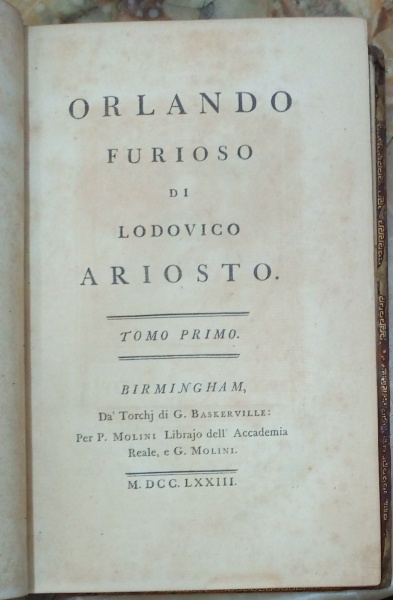 ORLANDO
FURIOSO
DI
LODOVICO
ARIOSTO.
TOMO PRIMO.
BIRMINGHAM,
Da' Torchj di G. BASKERVILLE:
Per P. MOLINI Librajo dell' Accademia
Reale, e G. MOLINI.
M. DCC. LXXIII.